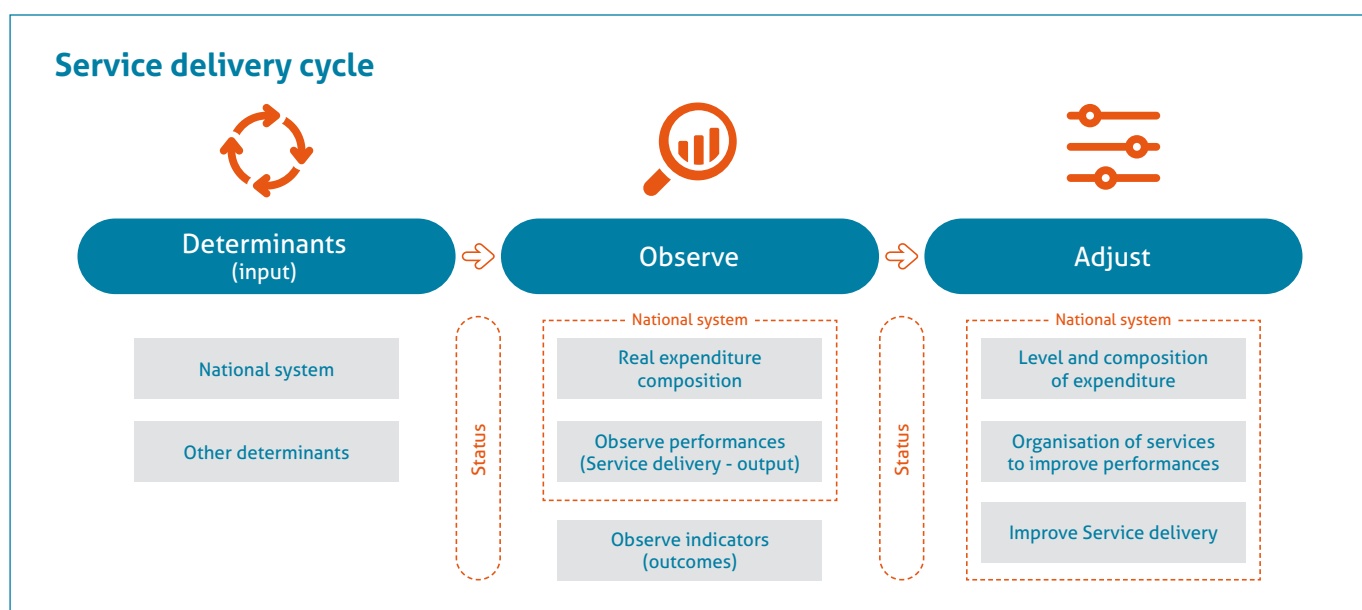 Service delivery cycle
Determinants
(input)
Observe
Adjust
National system
Other determinants
Status
National system
Real expenditure
composition
Observe performances
(Service delivery - output)
Observe indicators
(outcomes)
Status
National system
Level and composition
of expenditure
Organisation of services
to improve performances
Improve Service delivery